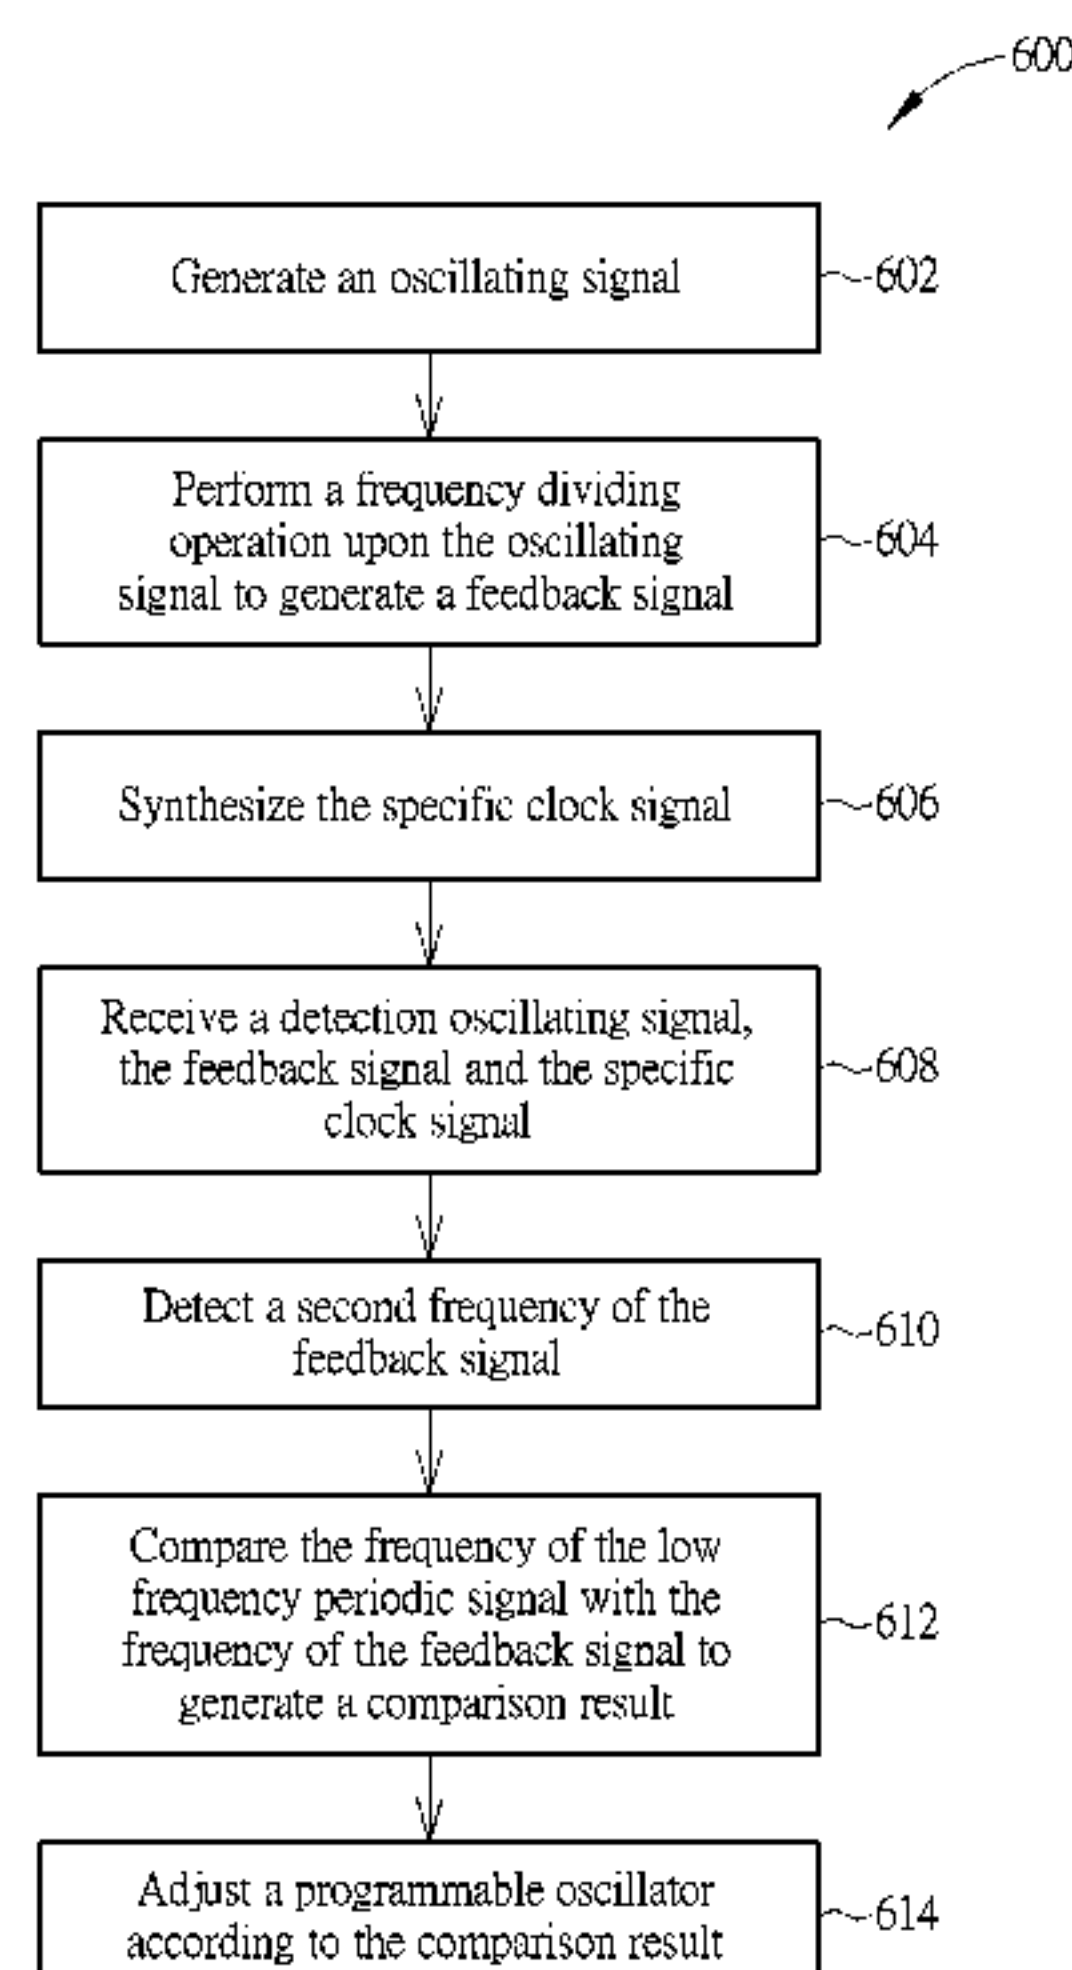 600
Generate an oscillating signal
602
Perform a frequency dividing
operation upon the oscillating
signal to generate a feedback signal
604
Synthesize the specific clock signal
606
Receive a detection oscillating signal,
the feedback signal and the specific
clock signal
608
Detect a second frequency of the
feedback signal
610
Compare the frequency of the low
frequency periodic signal with the
frequency of the feedback signal to
generate a comparison result
612
Adjust a programmable oscillator
according to the comparison result
614